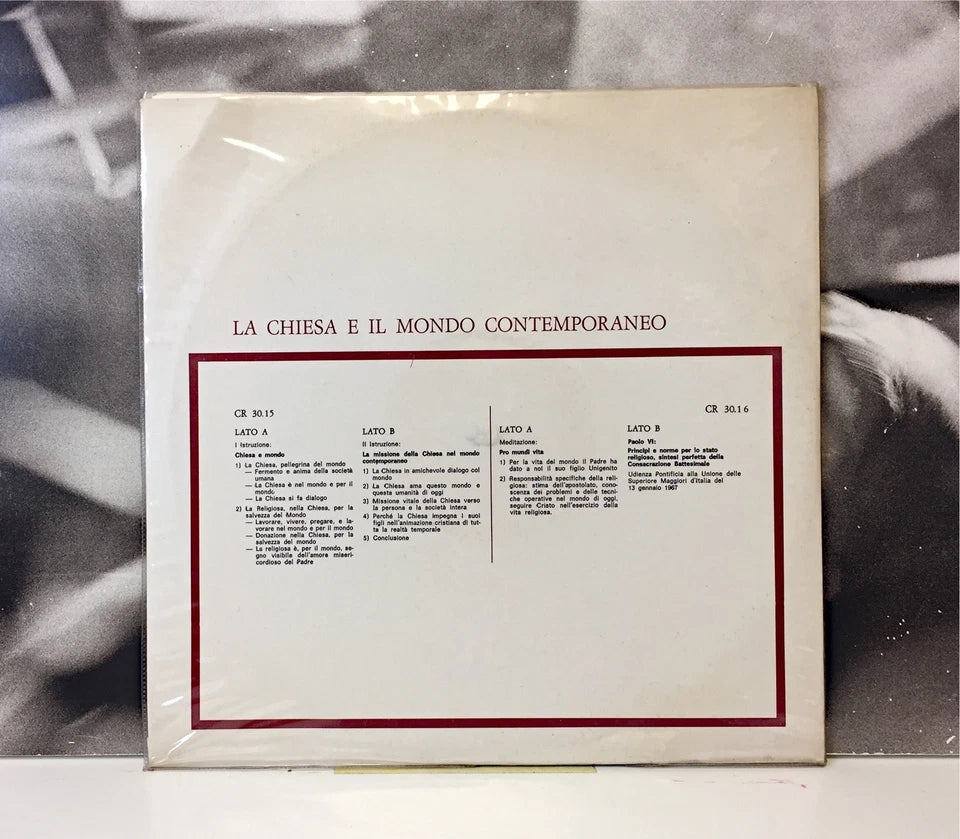 LA CHIESA E IL MONDO CONTEMPORANEO
CR 30.15
LATO A
I Istruzione:
Chiesa e mondo
1) La Chiesa, pellegrina del mondo
— Fermento e anima della società
umana
— La Chiesa è nel mondo e per il
mondo
— La Chiesa si fa dialogo
2) La Religiosa, nella Chiesa, per la
salvezza del Mondo
— Lavorare, vivere, pregare, e la-
vorare nel mondo e per il mondo
— Donazione nella Chiesa, per la
salvezza del mondo
— La religiosa è, per il mondo, se-
gno visibile dell'amore miseri-
cordioso del Padre
LATO B
II Istruzione:
La missione della Chiesa nel mondo
contemporaneo
1) La Chiesa in amichevole dialogo col
mondo
2) La Chiesa ama questo mondo e
questa umanità di oggi
3) Missione vitale della Chiesa verso
la persona e la società intera
4) Perché la Chiesa impegna i suoi
figli nell'animazione cristiana di tut-
ta la realtà temporale
5) Conclusione
CR 30.16
LATO A
Meditazione:
Pro mundi vita
1) Per la vita del mondo il Padre ha
dato a noi il suo figlio Unigenito
2) Responsabilità specifiche della reli-
giosa: stima dell'apostolato, cono-
scenza dei problemi e delle tecni-
che operative nel mondo di oggi,
seguire Cristo nell'esercizio della
vita religiosa.
LATO B
Paolo VI:
Principi e norme per lo stato
religioso, sintesi perfetta della
Consacrazione Battesimale
Udienza Pontificia alla Unione delle
Superiore Maggiori d'Italia del
13 gennaio 1967